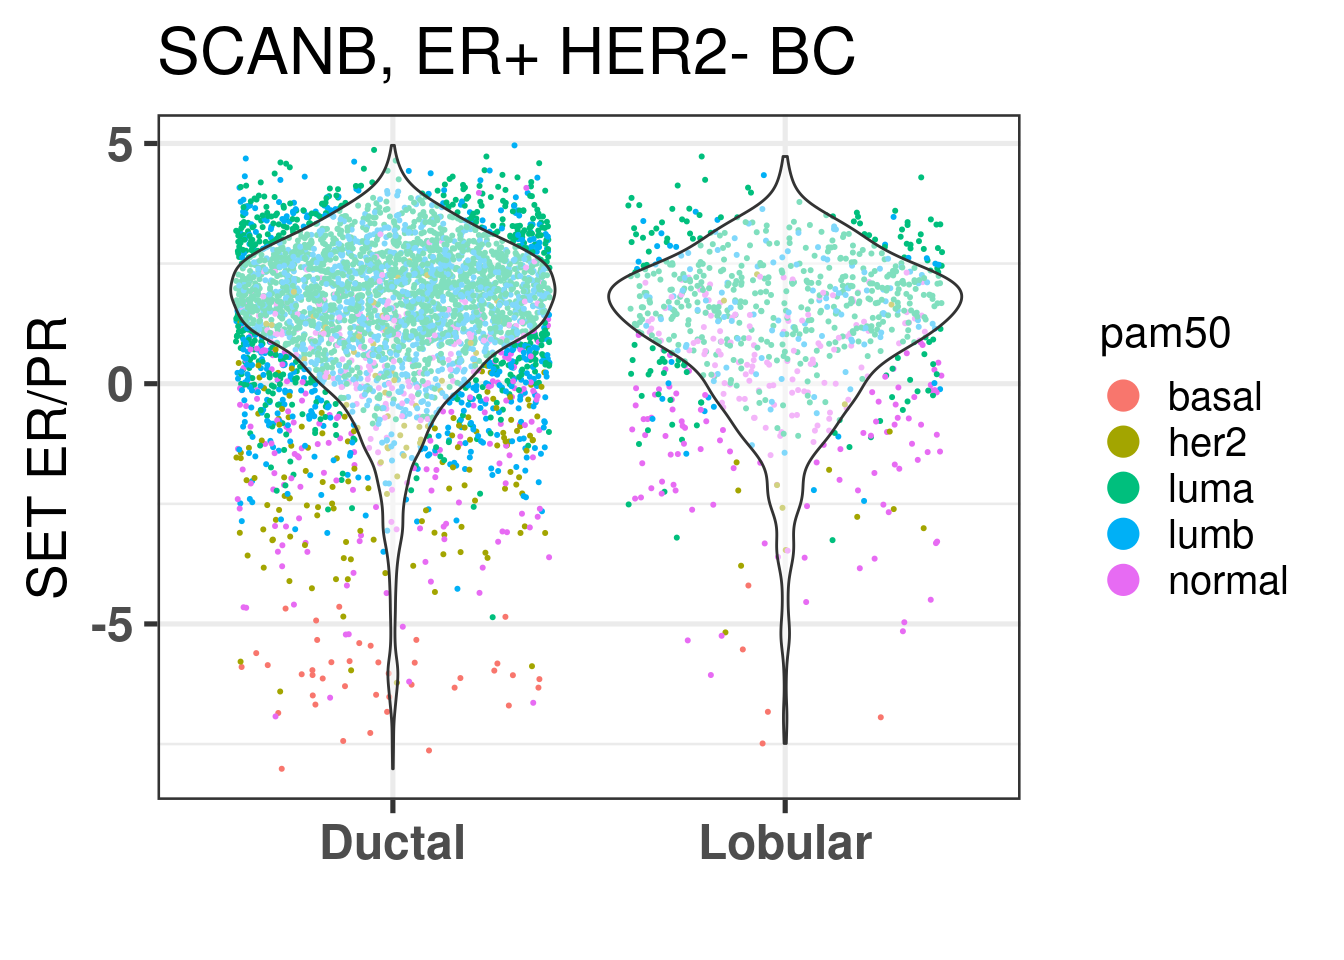 SCANB, ER+ HER2- BC
SET ER/PR
5
0
-5
Ductal
Lobular
pam50
basal
her2
luma
lumb
normal